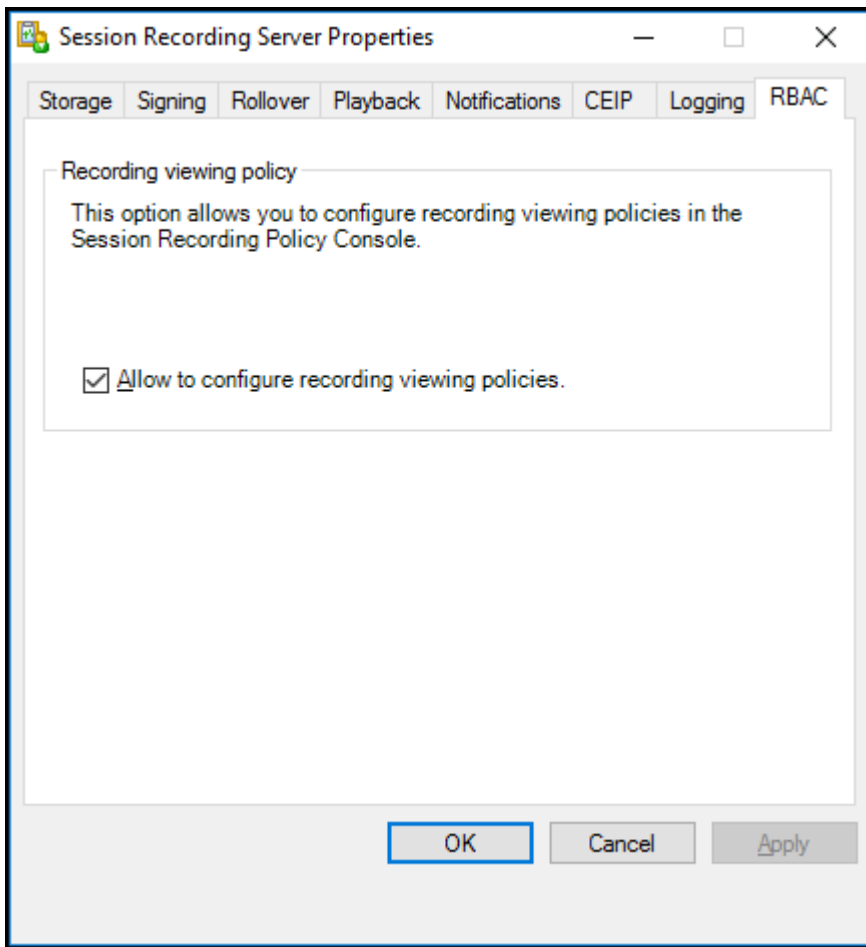 Session Recording Server Properties
Storage Signing Rollover Playback Notifications CEIP Logging RBAC
Recording viewing policy
This option allows you to configure recording viewing policies in the
Session Recording Policy Console.
Allow to configure recording viewing policies.
OK Cancel Apply